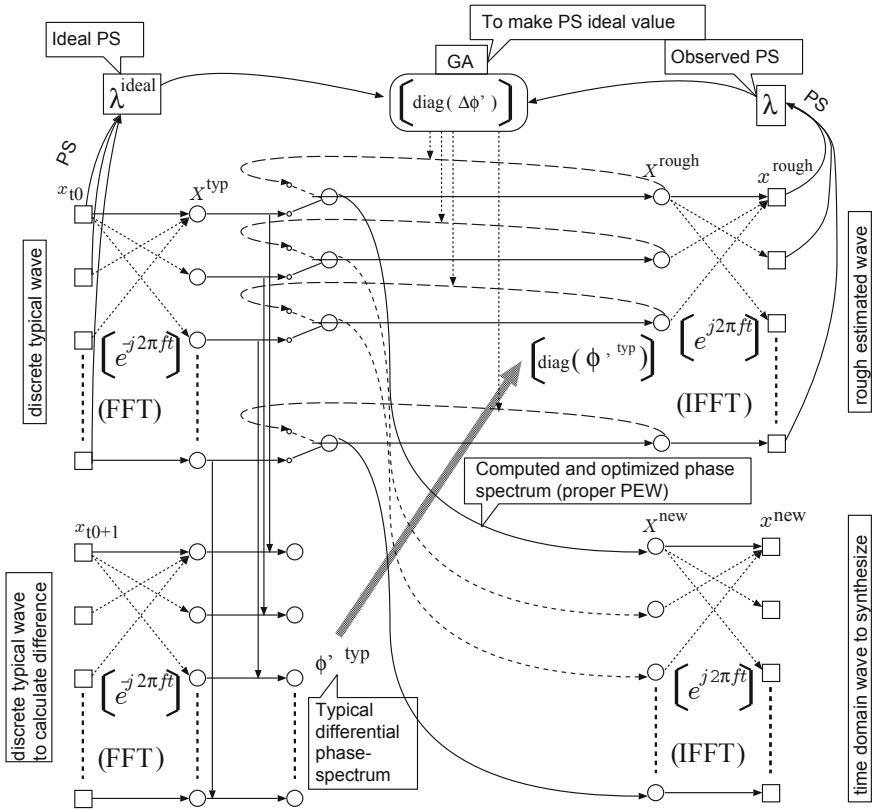 To make PS ideal value
Ideal PS
GA
Observed PS
λ ideal
[diag(Δϕ’)]
λ
PS
PS
x t0
X typ
X rough
x rough
discrete typical wave
[e -j2πft]
(FFT)
[diag(ϕ’ typ)]
[e j2πft]
(IFFT)
rough estimated wave
Computed and optimized phase
spectrum (proper PEW)
x t0+1
X new
x new
discrete typical wave
to calculate difference
[e -j2πft]
(FFT)
ϕ’ typ
Typical
differential
phase-
spectrum
[e j2πft]
(IFFT)
time domain wave to synthesize